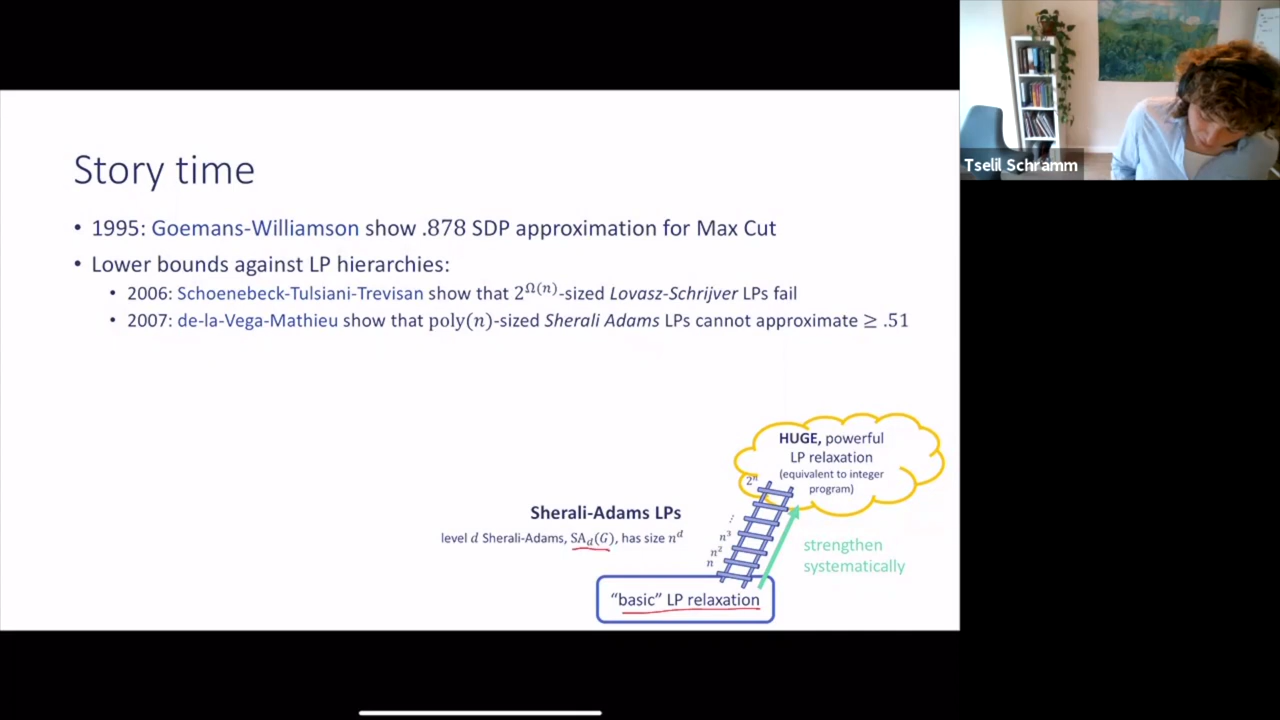 Story time
• 1995: Goemans-Williamson show .878 SDP approximation for Max Cut
• Lower bounds against LP hierarchies:
• 2006: Schoenebeck-Tulsiani-Trevisan show that 2^Ω(n)-sized Lovasz-Schrijver LPs fail
• 2007: de-la-Vega-Mathieu show that poly(n)-sized Sherali Adams LPs cannot approximate ≥ .51
HUGE, powerful
LP relaxation
(equivalent to integer
program)
2^n
⋮
n^3
n^2
n
Sherali-Adams LPs
level d Sherali-Adams, SA_d(G), has size n^d
strengthen
systematically
"basic" LP relaxation
Tselil Schramm